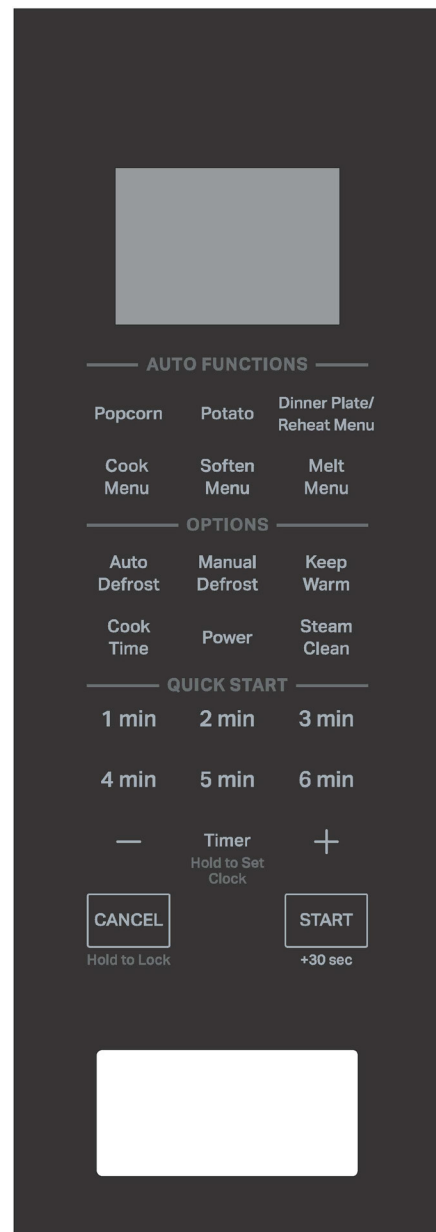 AUTO FUNCTIONS
Popcorn Potato Dinner Plate/
Reheat Menu
Cook Soften Melt
Menu Menu Menu
OPTIONS
Auto Manual Keep
Defrost Defrost Warm
Cook Power Steam
Time Clean
QUICK START
1 min 2 min 3 min
4 min 5 min 6 min
— Timer +
Hold to Set
Clock
CANCEL START
Hold to Lock +30 sec